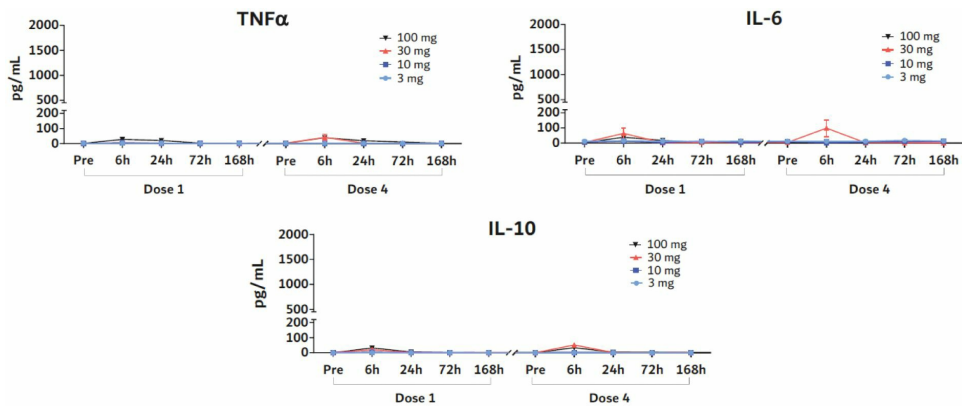 TNFα
pg/mL
2000
1500
1000
500
200
100
0
100 mg
30 mg
10 mg
3 mg
Pre 6h 24h 72h 168h Pre 6h 24h 72h 168h
Dose 1 Dose 4
IL-6
pg/mL
2000
1500
1000
500
200
100
0
100 mg
30 mg
10 mg
3 mg
Pre 6h 24h 72h 168h Pre 6h 24h 72h 168h
Dose 1 Dose 4
IL-10
pg/mL
2000
1500
1000
500
200
100
0
100 mg
30 mg
10 mg
3 mg
Pre 6h 24h 72h 168h Pre 6h 24h 72h 168h
Dose 1 Dose 4